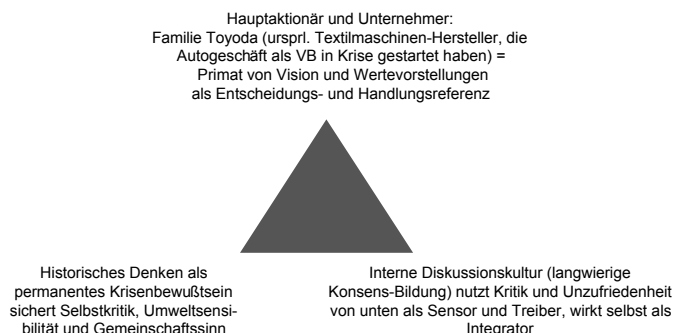 Hauptaktionär und Unternehmer:
Familie Toyoda (ursprl. Textilmaschinen-Hersteller, die
Autogeschäft als VB in Krise gestartet haben) =
Primat von Vision und Wertevorstellungen
als Entscheidungs- und Handlungsreferenz
Historisches Denken als
permanentes Krisenbewußtsein
sichert Selbstkritik, Umweltsensi-
bilität und Gemeinschaftssinn
Interne Diskussionskultur (langwierige
Konsens-Bildung) nutzt Kritik und Unzufriedenheit
von unten als Sensor und Treiber, wirkt selbst als
Integrator